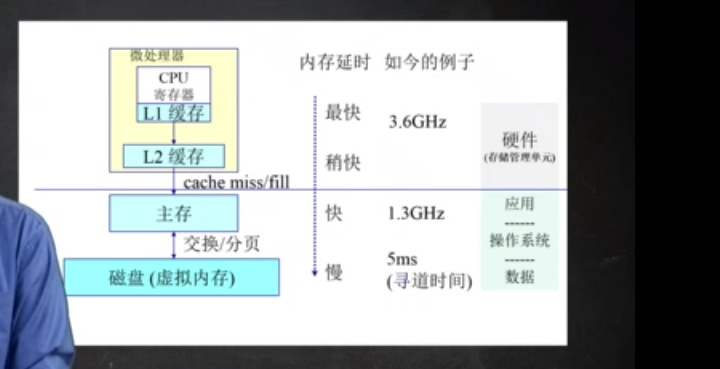 微处理器
CPU
寄存器
L1 缓存
L2 缓存
cache miss/fill
主存
交换/分页
磁盘 (虚拟内存)
内存延时 如今的例子
最快
3.6GHz
稍快
快
1.3GHz
慢
5ms
(寻道时间)
硬件
(存储管理单元)
应用
------
操作系统
------
数据